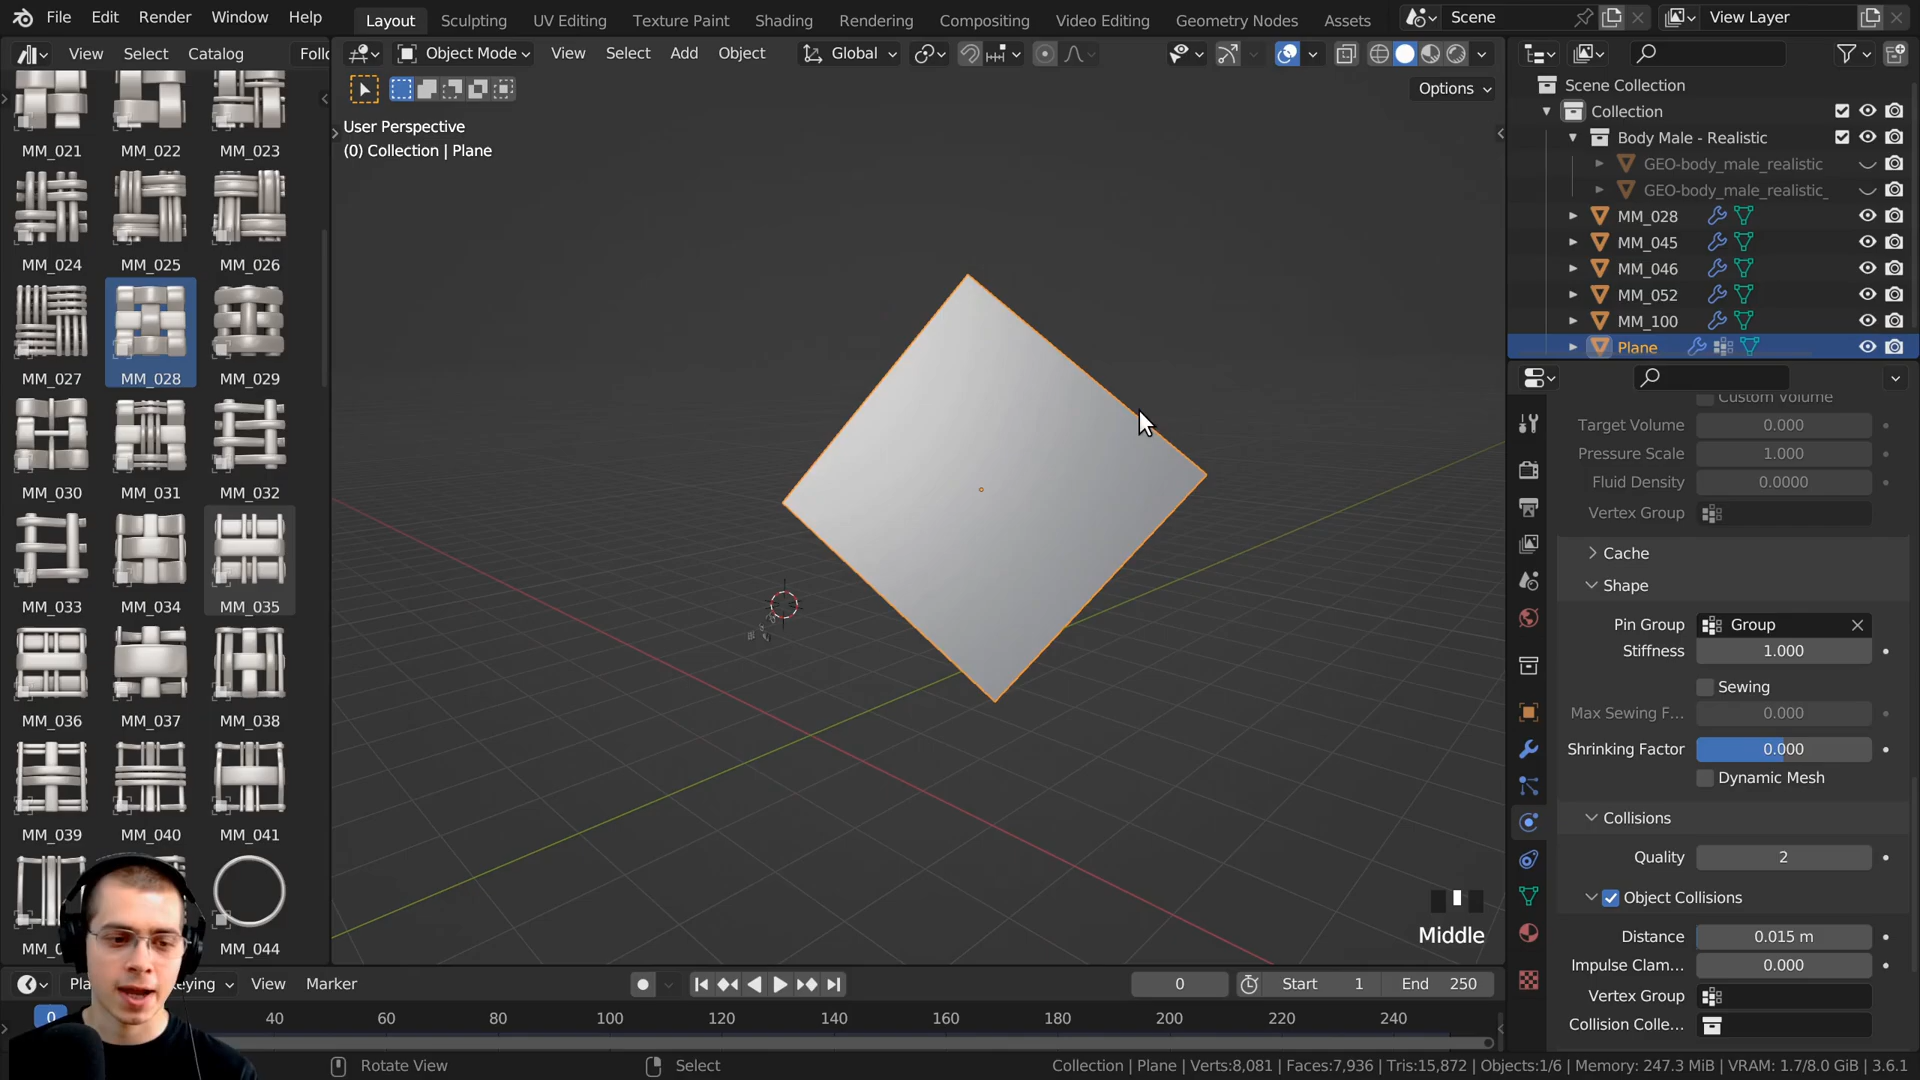 File Edit Render Window Help Layout Sculpting UV Editing Texture Paint Shading Rendering Compositing Video Editing Geometry Nodes Assets Scene View Layer
View Select Catalog Foll
Object Mode View Select Add Object Global
Options
User Perspective
(0) Collection | Plane
MM_021 MM_022 MM_023
MM_024 MM_025 MM_026
MM_027 MM_028 MM_029
MM_030 MM_031 MM_032
MM_033 MM_034 MM_035
MM_036 MM_037 MM_038
MM_039 MM_040 MM_041
MM_044
Middle
Scene Collection
Collection
Body Male - Realistic
GEO-body_male_realistic
GEO-body_male_realistic_
MM_028
MM_045
MM_046
MM_052
MM_100
Plane
Custom Volume
Target Volume 0.000
Pressure Scale 1.000
Fluid Density 0.0000
Vertex Group
Cache
Shape
Pin Group Group
Stiffness 1.000
Sewing
Max Sewing F... 0.000
Shrinking Factor 0.000
Dynamic Mesh
Collisions
Quality 2
Object Collisions
Distance 0.015 m
Impulse Clam... 0.000
Vertex Group
Collision Colle...
View Marker 0 Start 1 End 250
0 40 60 80 100 120 140 160 180 200 220 240
Rotate View Select Collection | Plane | Verts:8,081 | Faces:7,936 | Tris:15,872 | Objects:1/6 | Memory: 247.3 MiB | VRAM: 1.7/8.0 GiB | 3.6.1